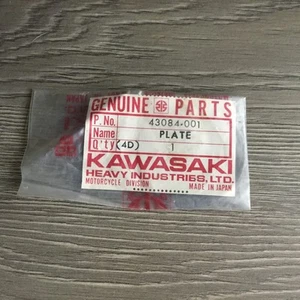 GENUINE PARTS
P. No. 43084-001
Name PLATE
Q'ty (4D) 1
KAWASAKI
HEAVY INDUSTRIES, LTD.
MOTORCYCLE DIVISION MADE IN JAPAN